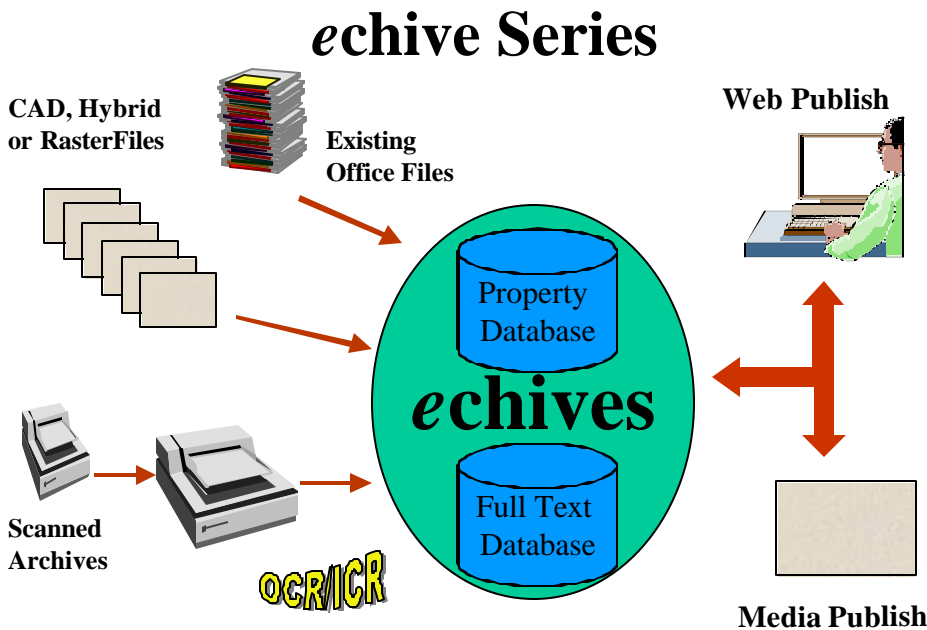 echive Series
CAD, Hybrid
or RasterFiles
Existing
Office Files
Web Publish
Property
Database
echives
Full Text
Database
Scanned
Archives
OCR/ICR
Media Publish